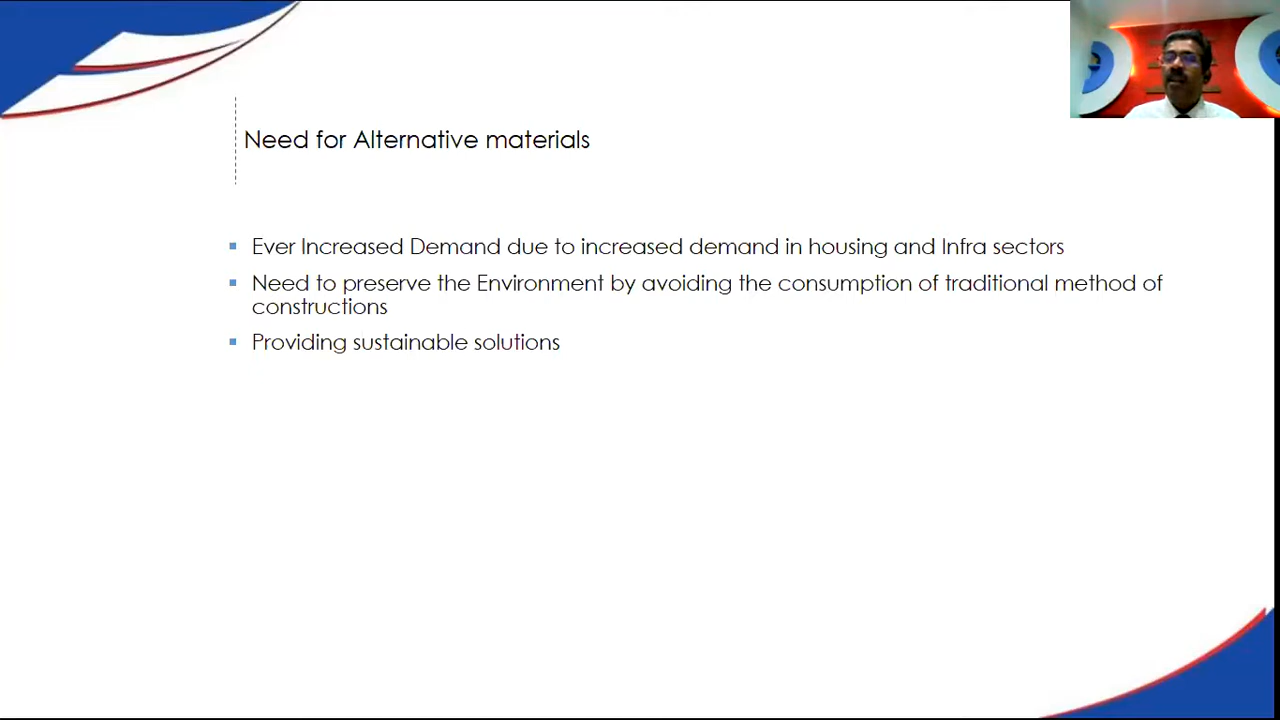 Need for Alternative materials
Ever Increased Demand due to increased demand in housing and Infra sectors
Need to preserve the Environment by avoiding the consumption of traditional method of
constructions
Providing sustainable solutions